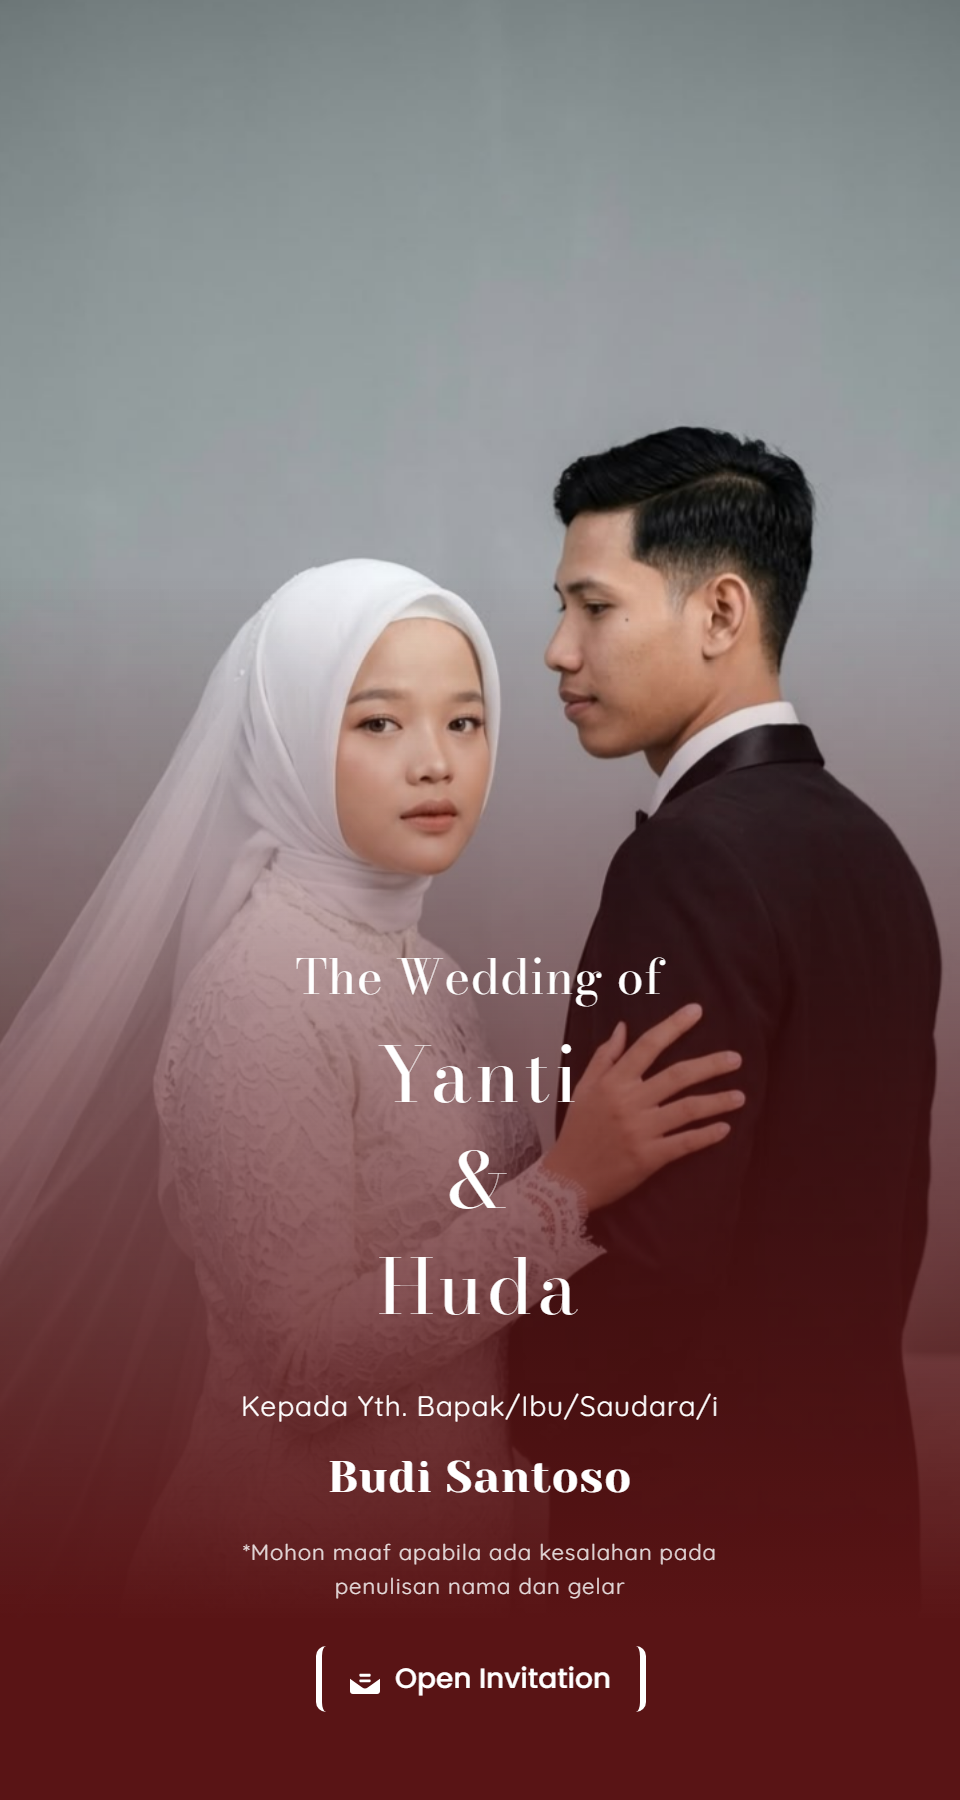 The Wedding of
Yanti
&
Huda
Kepada Yth. Bapak/Ibu/Saudara/i
Budi Santoso
*Mohon maaf apabila ada kesalahan pada
penulisan nama dan gelar
Open Invitation